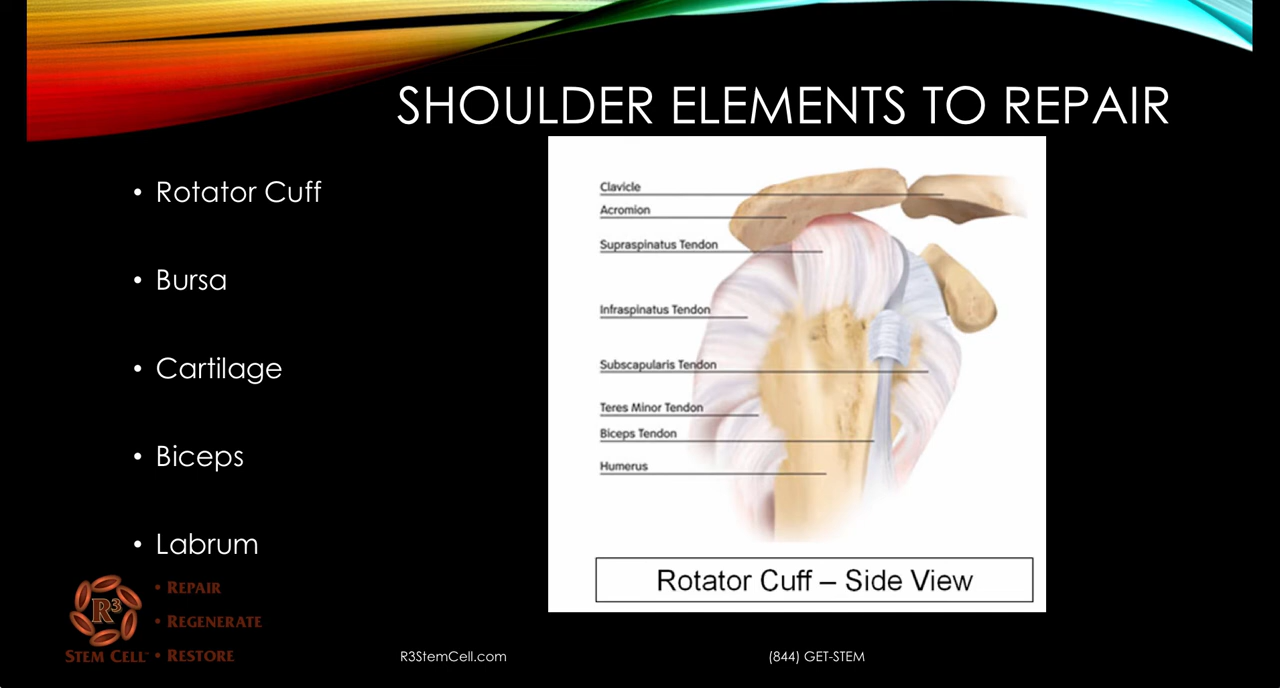 SHOULDER ELEMENTS TO REPAIR
• Rotator Cuff
• Bursa
• Cartilage
• Biceps
• Labrum
Clavicle
Acromion
Supraspinatus Tendon
Infraspinatus Tendon
Subscapularis Tendon
Teres Minor Tendon
Biceps Tendon
Humerus
Rotator Cuff – Side View
R3
STEM CELL™
• REPAIR
• REGENERATE
• RESTORE
R3StemCell.com
(844) GET-STEM